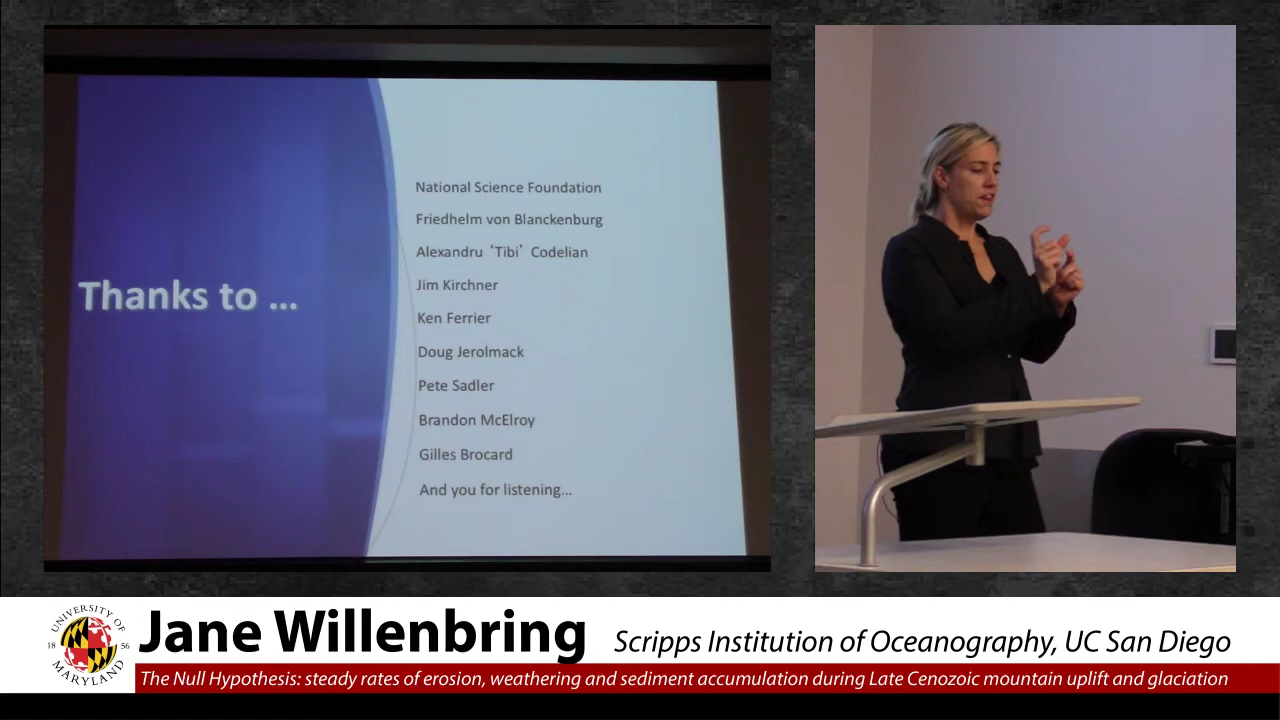 Thanks to ...
National Science Foundation
Friedhelm von Blanckenburg
Alexandru ‘Tibi’ Codelian
Jim Kirchner
Ken Ferrier
Doug Jerolmack
Pete Sadler
Brandon McElroy
Gilles Brocard
And you for listening...
UNIVERSITY OF
18 56
MARYLAND
Jane Willenbring
Scripps Institution of Oceanography, UC San Diego
The Null Hypothesis: steady rates of erosion, weathering and sediment accumulation during Late Cenozoic mountain uplift and glaciation